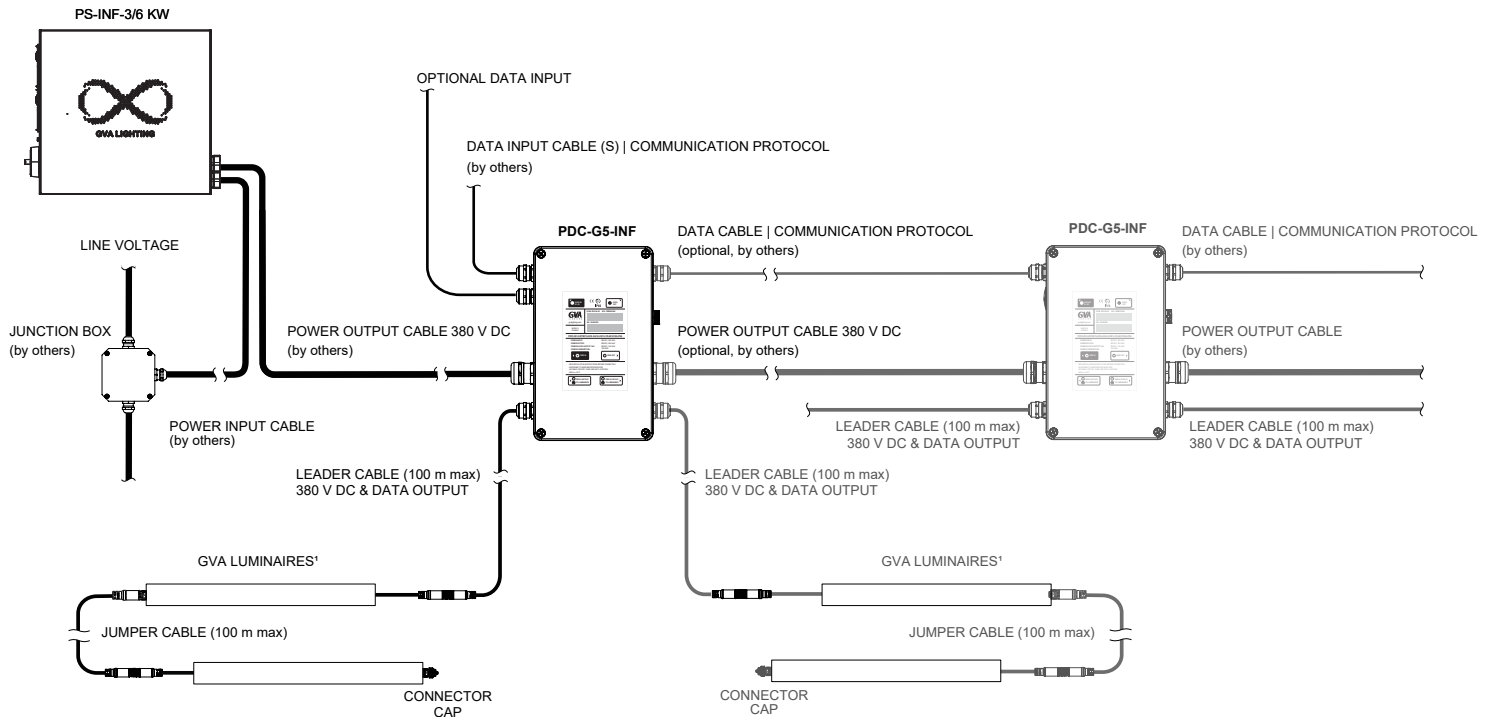 PS-INF-3/6 KW
GVA LIGHTING
OPTIONAL DATA INPUT
DATA INPUT CABLE (S) | COMMUNICATION PROTOCOL
(by others)
LINE VOLTAGE
JUNCTION BOX
(by others)
POWER OUTPUT CABLE 380 V DC
(by others)
POWER INPUT CABLE
(by others)
PDC-G5-INF
GVA
DATA CABLE | COMMUNICATION PROTOCOL
(optional, by others)
POWER OUTPUT CABLE 380 V DC
(optional, by others)
PDC-G5-INF
GVA
DATA CABLE | COMMUNICATION PROTOCOL
(by others)
POWER OUTPUT CABLE
(by others)
LEADER CABLE (100 m max)
380 V DC & DATA OUTPUT
LEADER CABLE (100 m max)
380 V DC & DATA OUTPUT
LEADER CABLE (100 m max)
380 V DC & DATA OUTPUT
LEADER CABLE (100 m max)
380 V DC & DATA OUTPUT
GVA LUMINAIRES¹
JUMPER CABLE (100 m max)
CONNECTOR
CAP
GVA LUMINAIRES¹
JUMPER CABLE (100 m max)
CONNECTOR
CAP